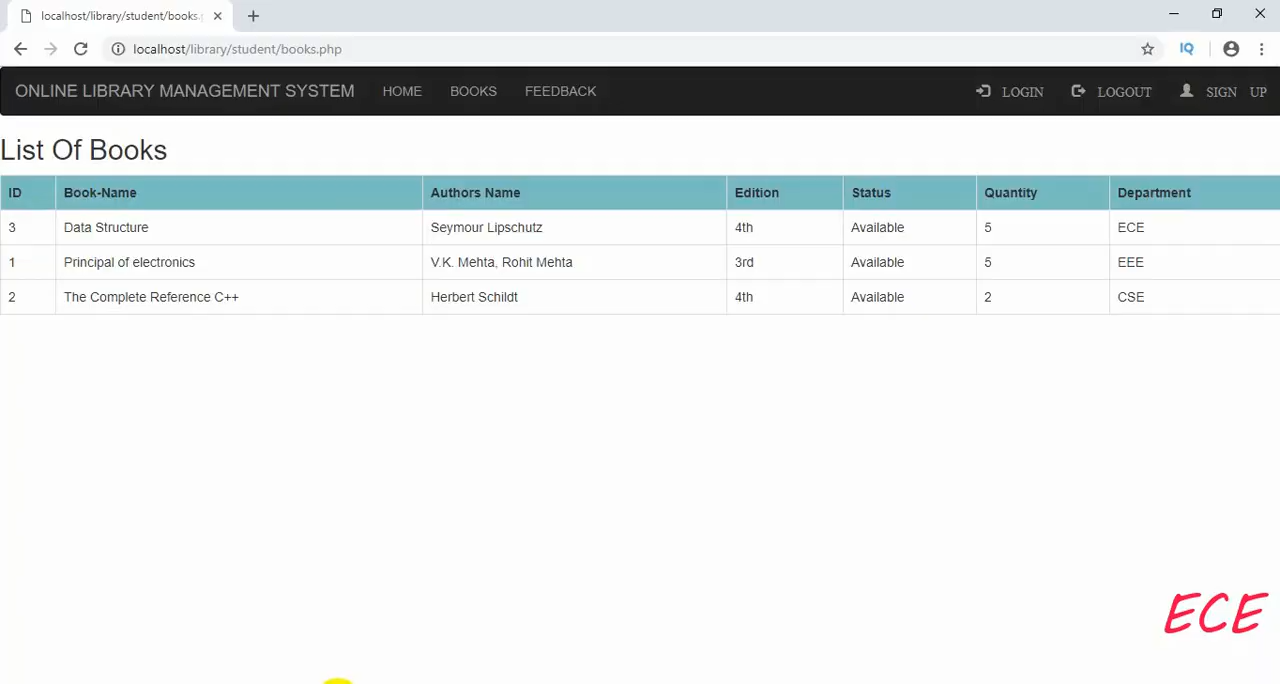 localhost/library/student/books.p
localhost/library/student/books.php
IQ
ONLINE LIBRARY MANAGEMENT SYSTEM HOME BOOKS FEEDBACK LOGIN LOGOUT SIGN UP
List Of Books
ID Book-Name Authors Name Edition Status Quantity Department
3 Data Structure Seymour Lipschutz 4th Available 5 ECE
1 Principal of electronics V.K. Mehta, Rohit Mehta 3rd Available 5 EEE
2 The Complete Reference C++ Herbert Schildt 4th Available 2 CSE
ECE